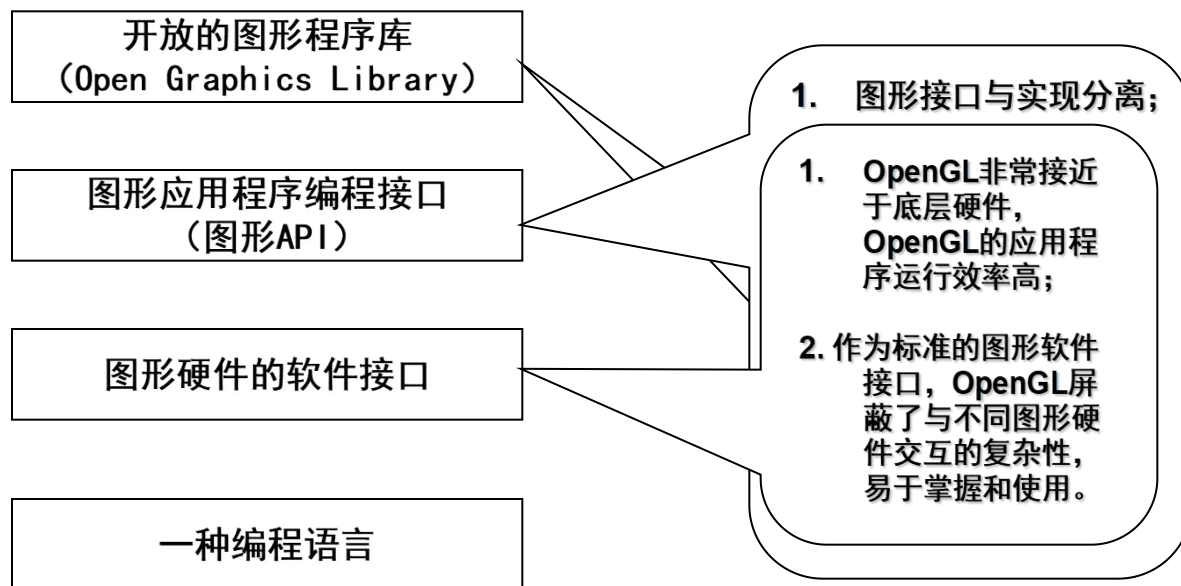 开放的图形程序库
（Open Graphics Library）
图形应用程序编程接口
（图形API）
图形硬件的软件接口
一种编程语言
1. 图形接口与实现分离；
1. OpenGL非常接近
于底层硬件，
OpenGL的应用程
序运行效率高；
2. 作为标准的图形软件
接口，OpenGL屏
蔽了与不同图形硬
件交互的复杂性，
易于掌握和使用。